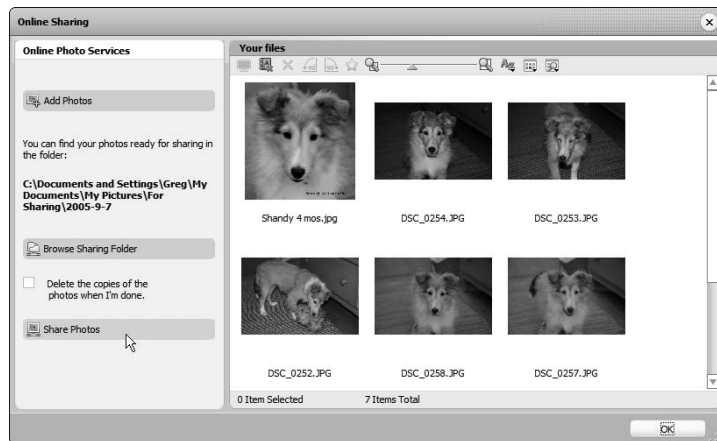 Online Sharing
Online Photo Services
Add Photos
You can find your photos ready for sharing in
the folder:
C:\Documents and Settings\Greg\My
Documents\My Pictures\For
Sharing\2005-9-7
Browse Sharing Folder
Delete the copies of the
photos when I'm done.
Share Photos
Your files
Shandy 4 mos.jpg
DSC_0254.JPG
DSC_0253.JPG
DSC_0252.JPG
DSC_0258.JPG
DSC_0257.JPG
0 Item Selected
7 Items Total
OK